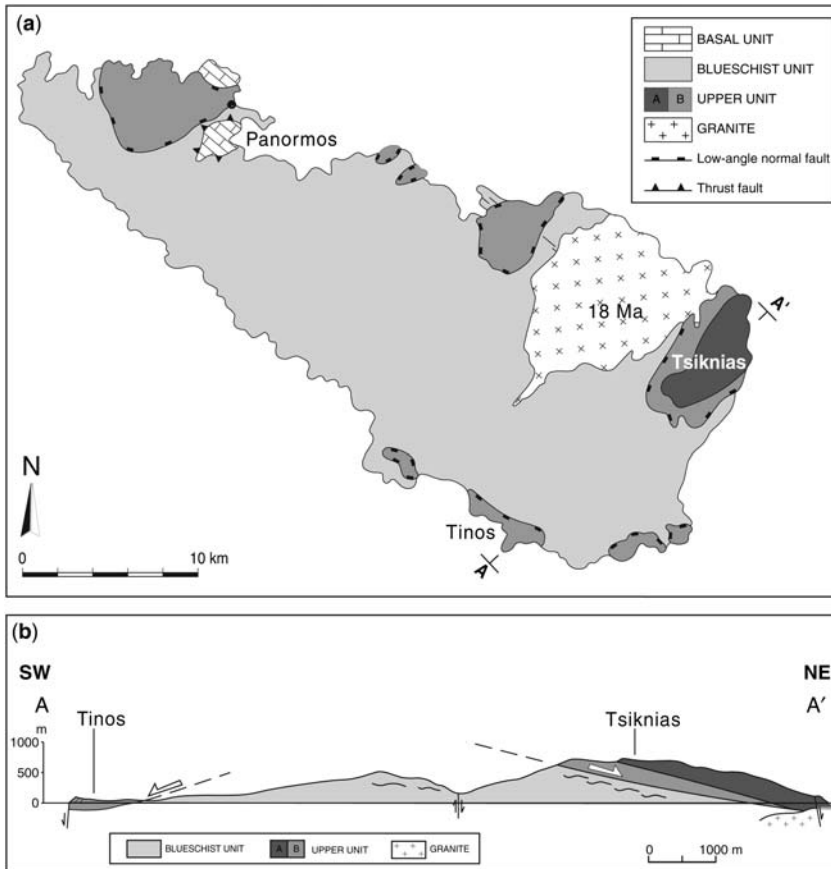 (a)
BASAL UNIT
BLUESCHIST UNIT
A B UPPER UNIT
GRANITE
Low-angle normal fault
Thrust fault
Panormos
18 Ma
A'
Tsiknias
N
0 10 km
Tinos
A
(b)
SW NE
A A′
Tinos Tsiknias
m
1000
500
0
BLUESCHIST UNIT A B UPPER UNIT GRANITE
0 1000 m